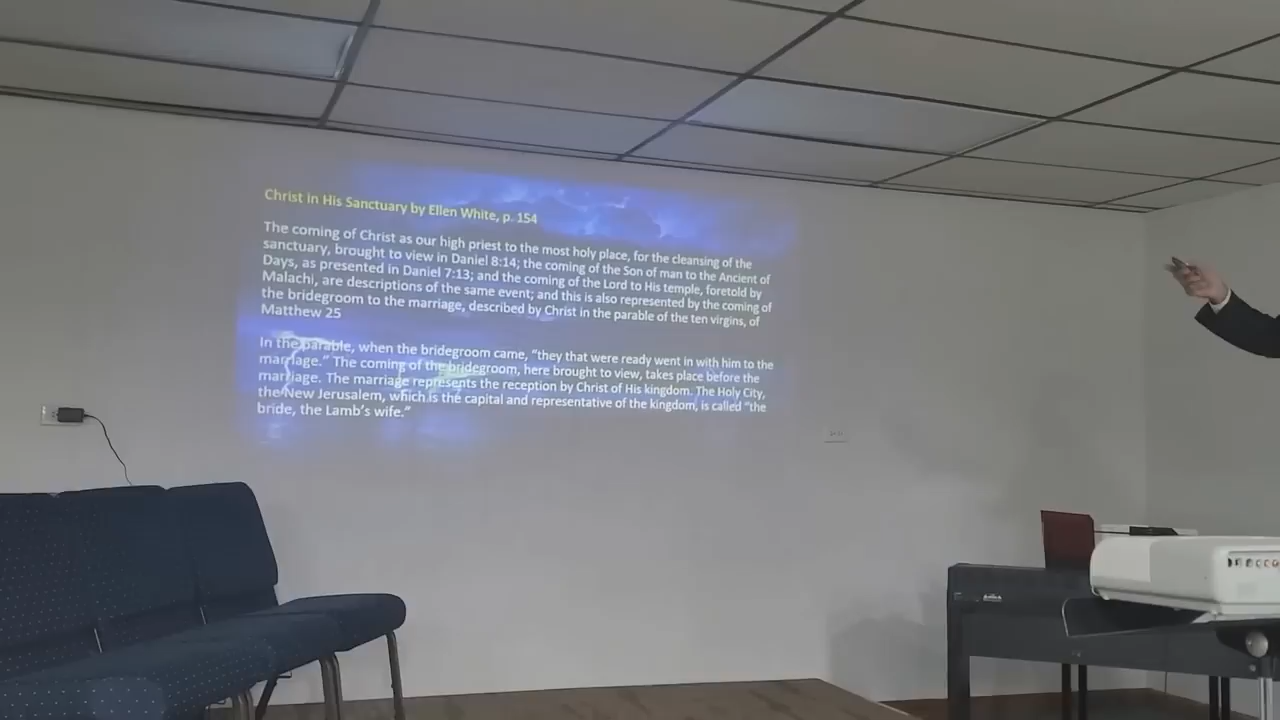 Christ in His Sanctuary by Ellen White, p. 154
The coming of Christ as our high priest to the most holy place, for the cleansing of the
sanctuary, brought to view in Daniel 8:14; the coming of the Son of man to the Ancient of
Days, as presented in Daniel 7:13; and the coming of the Lord to His temple, foretold by
Malachi, are descriptions of the same event; and this is also represented by the coming of
the bridegroom to the marriage, described by Christ in the parable of the ten virgins, of
Matthew 25
In the parable, when the bridegroom came, “they that were ready went in with him to the
marriage.” The coming of the bridegroom, here brought to view, takes place before the
marriage. The marriage represents the reception by Christ of His kingdom. The Holy City,
the New Jerusalem, which is the capital and representative of the kingdom, is called “the
bride, the Lamb’s wife.”